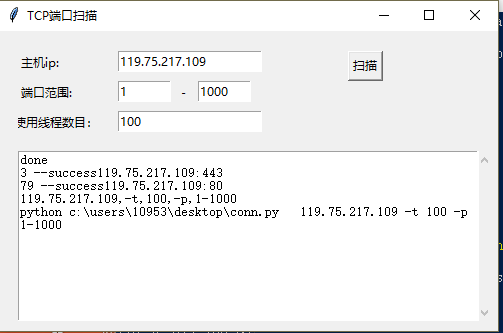 TCP端口扫描
主机ip: 119.75.217.109 扫描
端口范围: 1 - 1000
使用线程数目: 100
done
3 --success119.75.217.109:443
79 --success119.75.217.109:80
119.75.217.109,-t,100,-p,1-1000
python c:\users\10953\desktop\conn.py 119.75.217.109 -t 100 -p
1-1000